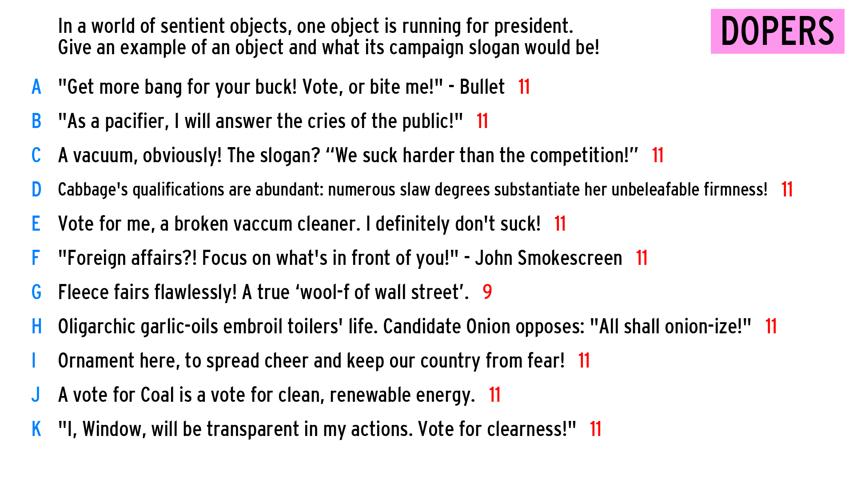 In a world of sentient objects, one object is running for president.
Give an example of an object and what its campaign slogan would be!
DOPERS
A "Get more bang for your buck! Vote, or bite me!" - Bullet 11
B "As a pacifier, I will answer the cries of the public!" 11
C A vacuum, obviously! The slogan? “We suck harder than the competition!” 11
D Cabbage's qualifications are abundant: numerous slaw degrees substantiate her unbeleafable firmness! 11
E Vote for me, a broken vaccum cleaner. I definitely don't suck! 11
F "Foreign affairs?! Focus on what's in front of you!" - John Smokescreen 11
G Fleece fairs flawlessly! A true ‘wool-f of wall street’. 9
H Oligarchic garlic-oils embroil toilers' life. Candidate Onion opposes: "All shall onion-ize!" 11
I Ornament here, to spread cheer and keep our country from fear! 11
J A vote for Coal is a vote for clean, renewable energy. 11
K "I, Window, will be transparent in my actions. Vote for clearness!" 11